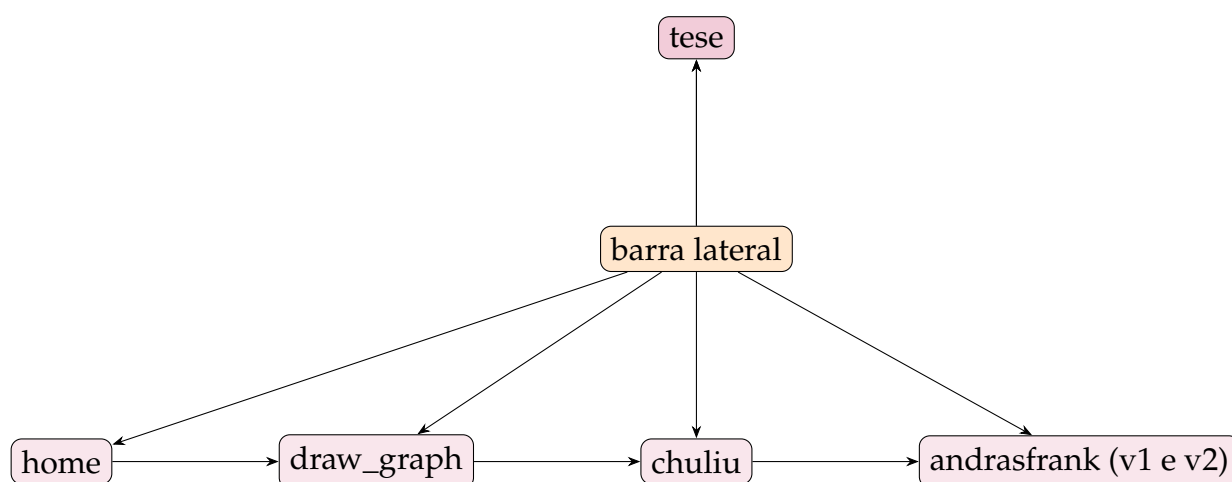 tese
barra lateral
home
draw_graph
chuliu
andrasfrank (v1 e v2)